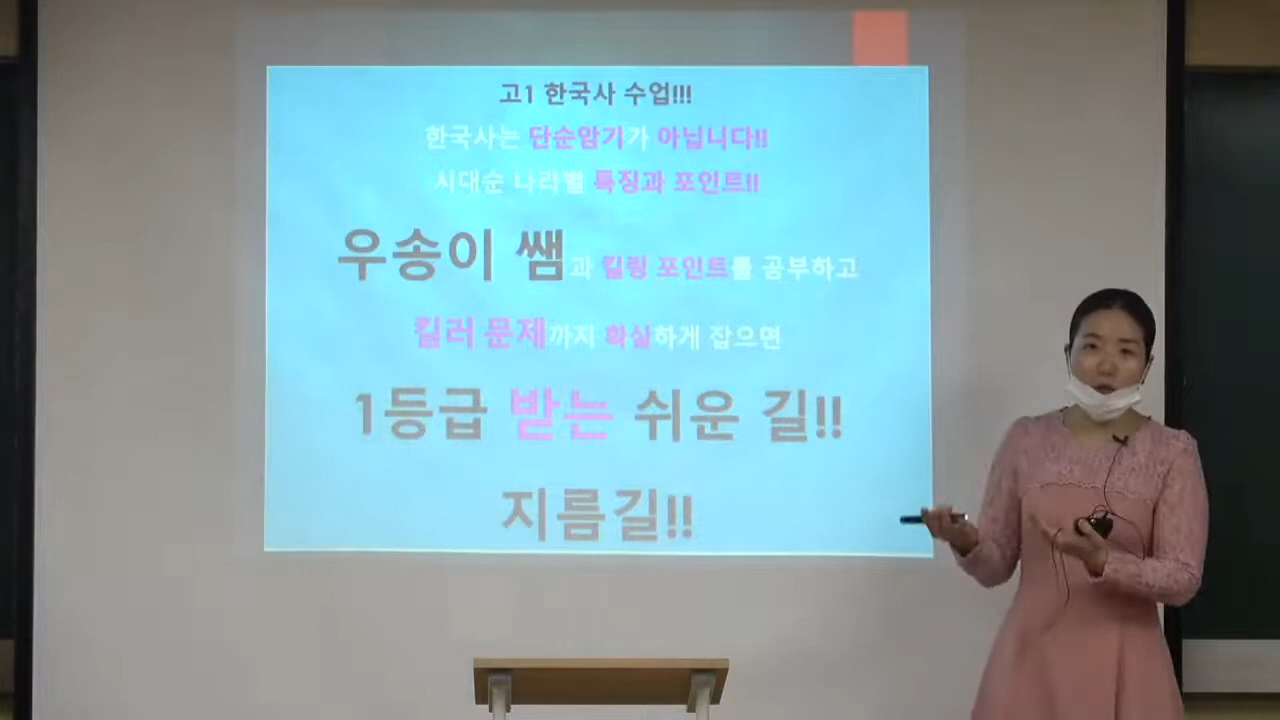 고1 한국사 수업!!!
한국사는 단순암기가 아닙니다!!
시대순 나라별 특징과 포인트!!
우송이 쌤과 킬링 포인트를 공부하고
킬러 문제까지 확실하게 잡으면
1등급 받는 쉬운 길!!
지름길!!